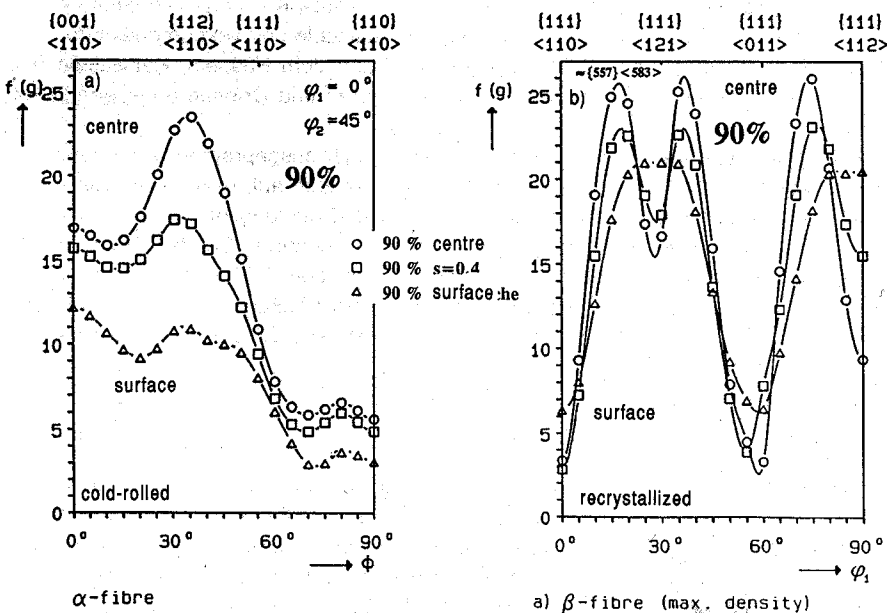 {001} {112} {111} {110}
<110> <110> <110> <110>
f (g)
a)
φ₁ = 0°
φ₂ = 45°
centre
90%
25
20
15
10
5
0
surface
cold-rolled
0° 30° 60° 90°
Φ
α-fibre
90 % centre
90 % s=0.4
90 % surface:he
{111} {111} {111} {111}
<110> <121> <011> <112>
≈{557}<583>
f (g)
b)
centre
90%
25
20
15
10
5
0
surface
recrystallized
0° 30° 60° 90°
φ₁
a) β-fibre (max. density)